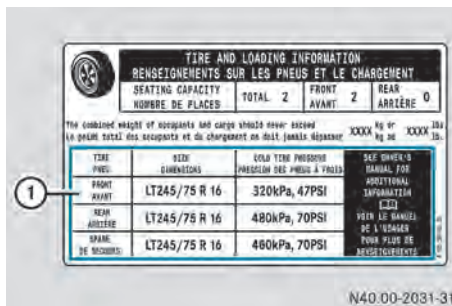 TIRE AND LOADING INFORMATION
RENSEIGNEMENTS SUR LES PNEUS ET LE CHARGEMENT
SEATING CAPACITY
NOMBRE DE PLACES
TOTAL 2
FRONT
AVANT
2
REAR
ARRIÈRE
0
The combined weight of occupants and cargo should never exceed XXXX kg or XXXX lbs
Le poids total des occupants et du chargement ne doit jamais dépasser kg ou lb.
TIRE
PNEU
SIZE
DIMENSIONS
COLD TIRE PRESSURE
PRESSION DES PNEUS À FROID
SEE OWNER'S
MANUAL FOR
ADDITIONAL
INFORMATION
VOIR LE MANUEL
DE L'USAGER
POUR PLUS DE
RENSEIGNEMENTS
1
FRONT
AVANT
LT245/75 R 16
320kPa, 47PSI
REAR
ARRIÈRE
LT245/75 R 16
480kPa, 70PSI
SPARE
DE SECOURS
LT245/75 R 16
480kPa, 70PSI
N40.00-2031-31